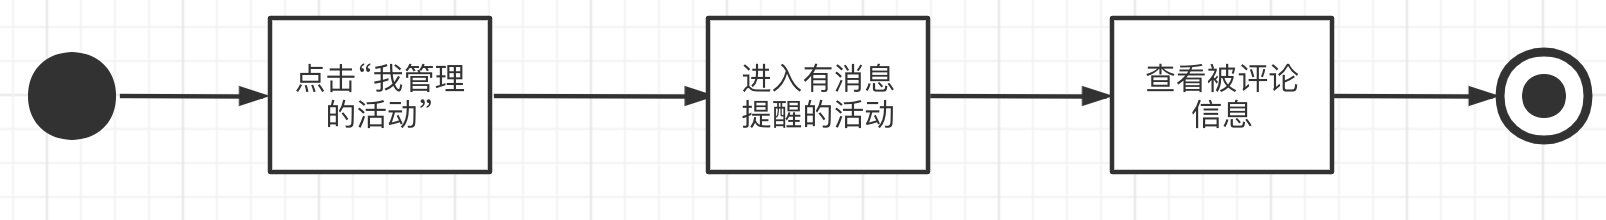 点击“我管理
的活动”
进入有消息
提醒的活动
查看被评论
信息